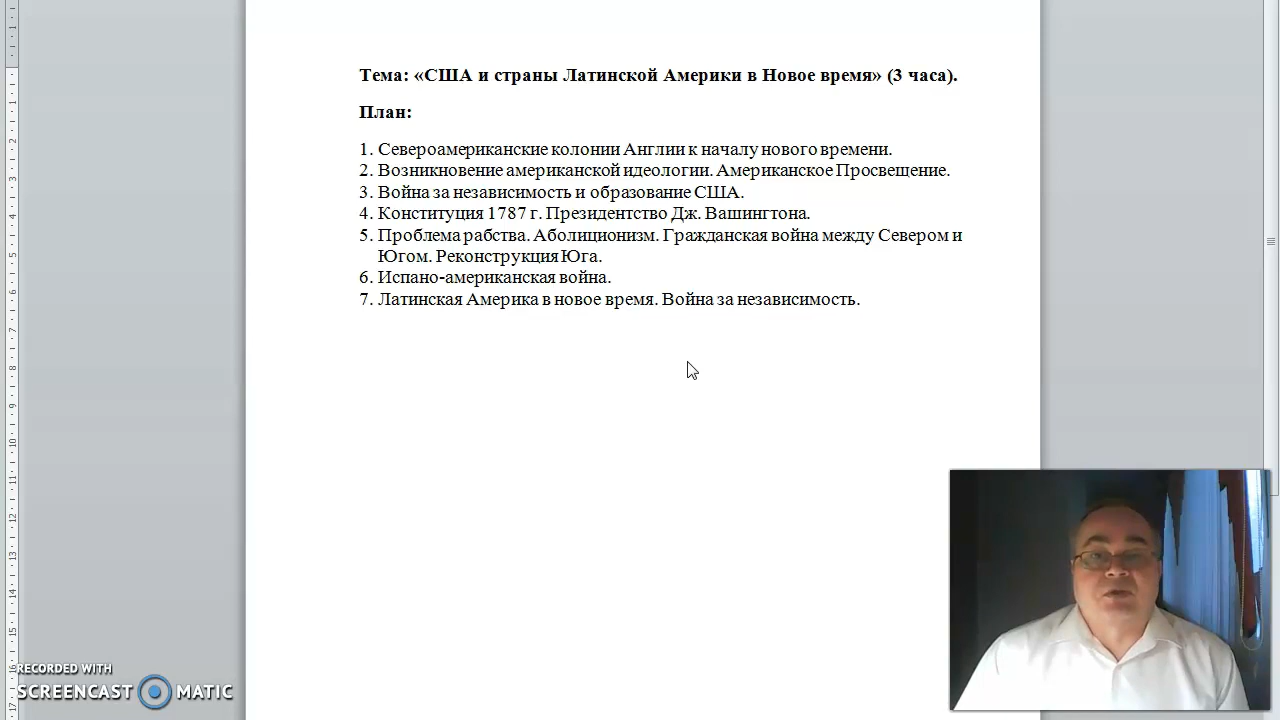 Тема: «США и страны Латинской Америки в Новое время» (3 часа).
План:
1. Североамериканские колонии Англии к началу нового времени.
2. Возникновение американской идеологии. Американское Просвещение.
3. Война за независимость и образование США.
4. Конституция 1787 г. Президентство Дж. Вашингтона.
5. Проблема рабства. Аболиционизм. Гражданская война между Севером и
Югом. Реконструкция Юга.
6. Испано-американская война.
7. Латинская Америка в новое время. Война за независимость.
RECORDED WITH
SCREENCAST MATIC